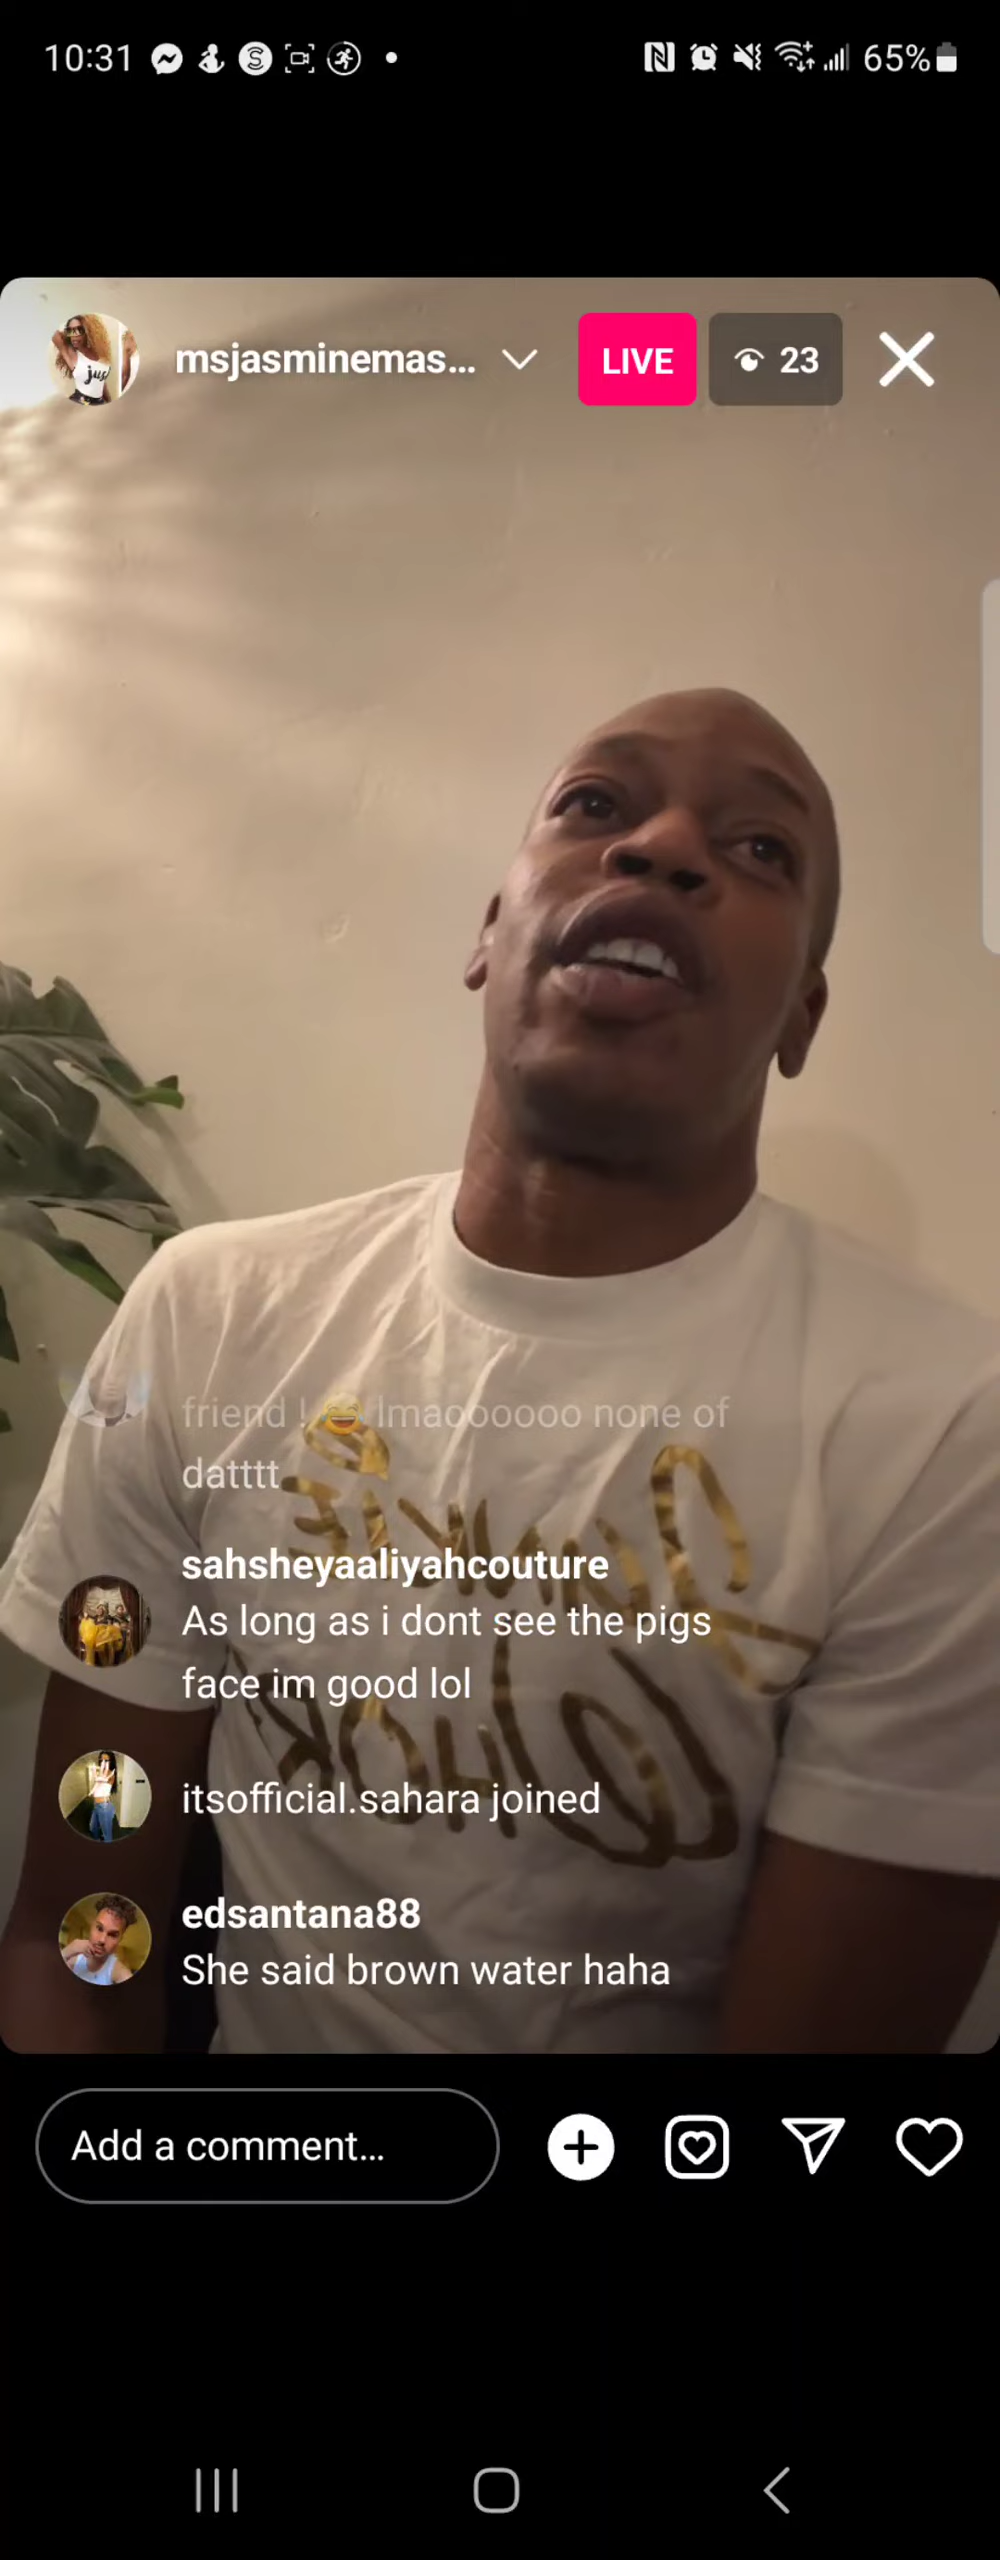 10:31
65%
msjasminemas...
LIVE
23
jus
friend ! 😂 lmaoooooo none of
datttt
sahsheyaaliyahcouture
As long as i dont see the pigs
face im good lol
itsofficial.sahara joined
edsantana88
She said brown water haha
Add a comment...